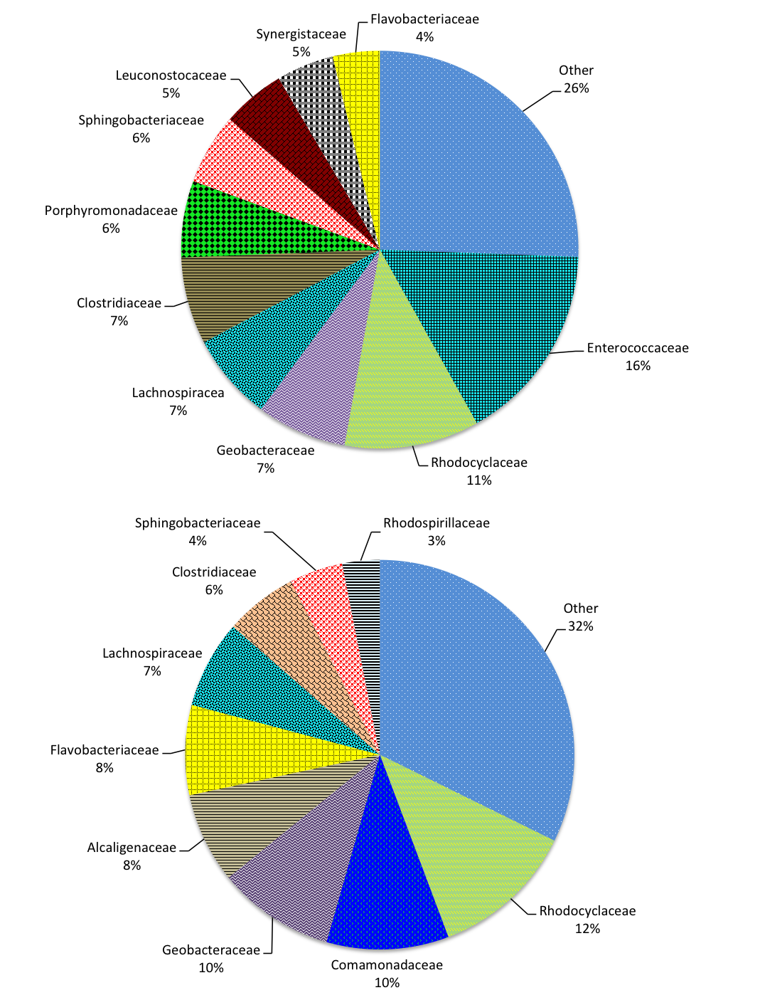 Flavobacteriaceae
4%
Synergistaceae
5%
Other
26%
Leuconostocaceae
5%
Sphingobacteriaceae
6%
Porphyromonadaceae
6%
Clostridiaceae
7%
Enterococcaceae
16%
Lachnospiracea
7%
Geobacteraceae
7%
Rhodocyclaceae
11%
Sphingobacteriaceae
4%
Rhodospirillaceae
3%
Clostridiaceae
6%
Other
32%
Lachnospiraceae
7%
Flavobacteriaceae
8%
Alcaligenaceae
8%
Rhodocyclaceae
12%
Geobacteraceae
10%
Comamonadaceae
10%